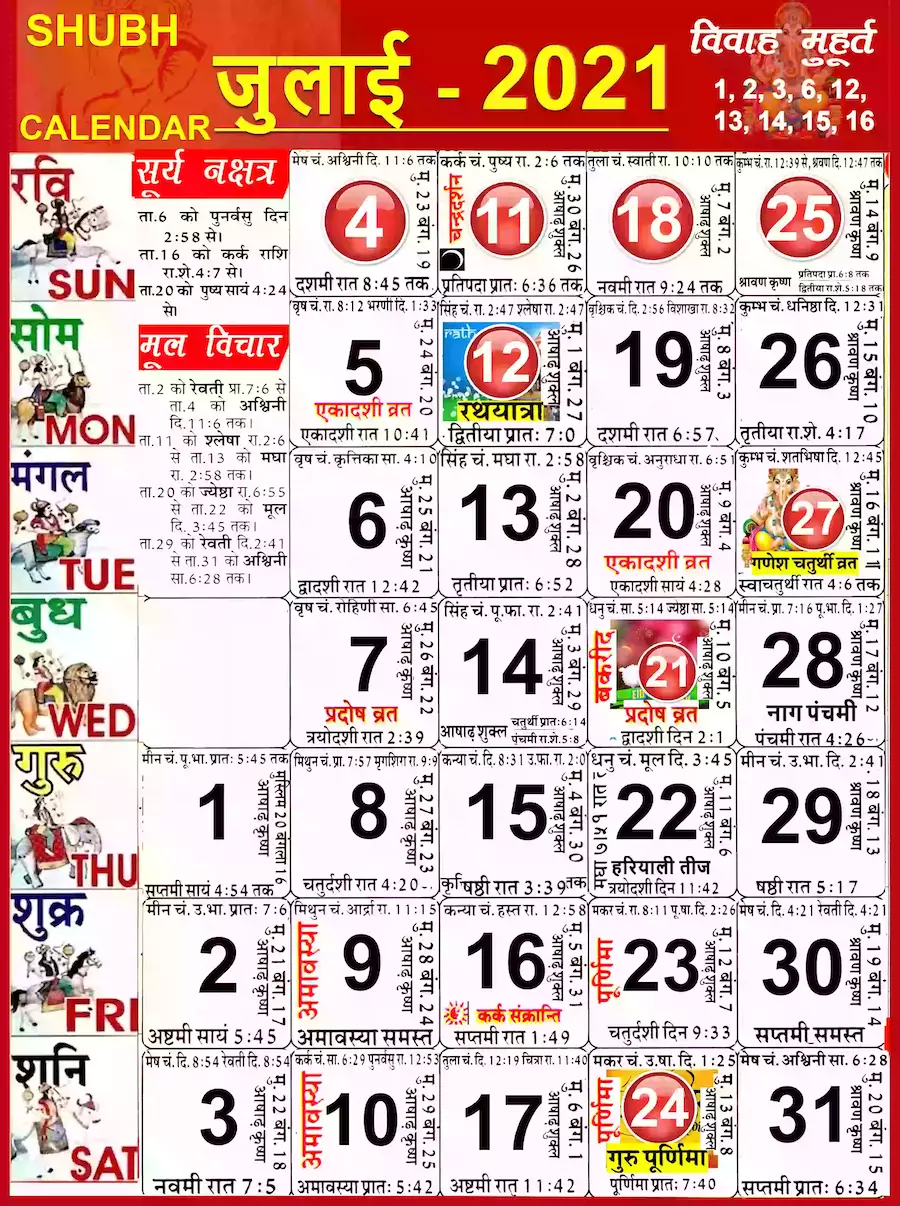 SHUBH
CALENDAR
जुलाई - 2021
विवाह मुहूर्त
1, 2, 3, 6, 12,
13, 14, 15, 16
रवि
SUN
सूर्य नक्षत्र
ता.6 को पुनर्वसु दिन
2:58 से।
ता.16 को कर्क राशि
रा.शे.4:7 से।
ता.20 को पुष्य सायं 4:24
से।
मेष चं. अश्विनी दि. 11:6 तक
4
मु. 23 बंग. 19
दशमी रात 8:45 तक
कर्क चं. पुष्य रा. 2:6 तक
चन्द्रदर्शन
11
मु. 30 बंग. 26
आषाढ़ शुक्ल
प्रतिपदा प्रात: 6:36 तक
तुला चं. स्वाती रा. 10:10 तक
18
मु. 7 बंग. 2
आषाढ़ शुक्ल
नवमी रात 9:24 तक
कुम्भ चं. रा. 12:39 से, श्रवण दि. 12:47 तक
25
मु. 14 बंग. 9
श्रावण कृष्ण
श्रावण कृष्ण
प्रतिपदा प्रा.6:8 तक
द्वितीया रा.शे.5:18 तक
सोम
MON
मूल विचार
ता.2 को रेवती प्रा.7:6 से
ता.4 को अश्विनी
दि.11:6 तक।
ता.11 को श्लेषा रा.2:6
से ता.13 को मघा
रा. 2:58 तक।
ता.20 को ज्येष्ठा रा.6:55
से ता.22 को मूल
दि. 3:45 तक।
ता.29 को रेवती दि.2:41
से ता.31 को अश्विनी
सा.6:28 तक।
वृष चं. रा. 8:12 भरणी दि. 1:33
5
मु. 24 बंग. 20
एकादशी व्रत
एकादशी रात 10:41
सिंह चं. रा. 2:47 श्लेषा रा. 2:47
rath
12
मु. 1 बंग. 27
आषाढ़ शुक्ल
रथयात्रा
द्वितीया प्रात: 7:0
वृश्चिक चं. दि. 2:56 विशाखा रा. 8:32
19
मु. 8 बंग. 3
आषाढ़ शुक्ल
दशमी रात 6:57
कुम्भ चं. धनिष्ठा दि. 12:31
26
मु. 15 बंग. 10
श्रावण कृष्ण
तृतीया रा.शे. 4:17
मंगल
TUE
वृष चं. कृत्तिका सा. 4:10
6
मु. 25 बंग. 21
आषाढ़ कृष्ण
द्वादशी रात 12:42
सिंह चं. मघा रा. 2:58
13
मु. 2 बंग. 28
आषाढ़ शुक्ल
तृतीया प्रात: 6:52
वृश्चिक चं. अनुराधा रा. 6:51
20
मु. 9 बंग. 4
आषाढ़ शुक्ल
एकादशी व्रत
एकादशी सायं 4:28
कुम्भ चं. शतभिषा दि. 12:45
27
मु. 16 बंग. 11
श्रावण कृष्ण
गणेश चतुर्थी व्रत
स्वाचतुर्थी रात 4:6 तक
बुध
WED
वृष चं. रोहिणी सा. 6:45
7
मु. 26 बंग. 22
आषाढ़ कृष्ण
प्रदोष व्रत
त्रयोदशी रात 2:39
सिंह चं. पू.फा. रा. 2:41
14
मु. 3 बंग. 29
आषाढ़ शुक्ल
आषाढ़ शुक्ल
चतुर्थी प्रात:6:14
पंचमी रा.शे.5:8
धनु चं. सा. 5:14 ज्येष्ठा सा. 5:14
बकरीद
21
मु. 10 बंग. 5
आषाढ़ शुक्ल
प्रदोष व्रत
द्वादशी दिन 2:1
मीन चं. प्रा. 7:16 पू.भा. दि. 1:27
28
मु. 17 बंग. 12
श्रावण कृष्ण
नाग पंचमी
पंचमी रात 4:26
गुरु
THU
मीन चं. पू.भा. प्रात: 5:45 तक
1
मुस्लिम 20 बंगला 16
आषाढ़ कृष्ण
सप्तमी सायं 4:54 तक
मिथुन चं. प्रा. 7:57 मृगशिरा रा. 9:9
8
मु. 27 बंग. 23
आषाढ़ कृष्ण
चतुर्दशी रात 4:20
कन्या चं. दि. 8:31 उ.फा. रा. 2:0
15
मु. 4 बंग. 30
आषाढ़ शुक्ल
षष्ठी रात 3:39 तक
धनु चं. मूल दि. 3:45
22
मु. 11 बंग. 6
आषाढ़ शुक्ल
हरियाली तीज
त्रयोदशी दिन 11:42
मीन चं. उ.भा. दि. 2:41
29
18 बंग. 13
श्रावण कृष्ण
षष्ठी रात 5:17
शुक्र
FRI
मीन चं. उ.भा. प्रात: 7:6
2
मु. 21 बंग. 17
आषाढ़ कृष्ण
अष्टमी सायं 5:45
मिथुन चं. आर्द्रा रा. 11:15
अमावस्या
9
मु. 28 बंग. 24
आषाढ़ कृष्ण
अमावस्या समस्त
कन्या चं. हस्त रा. 12:58
16
मु. 5 बंग. 31
आषाढ़ शुक्ल
कर्क संक्रान्ति
सप्तमी रात 1:49
मकर चं. रा. 8:11 पू.षा. दि. 2:26
पूर्णिमा
23
मु. 12 बंग. 7
आषाढ़ शुक्ल
चतुर्दशी दिन 9:33
मेष चं. दि. 4:21 रेवती दि. 4:21
30
मु. 19 बंग. 14
श्रावण कृष्ण
सप्तमी समस्त
शनि
SAT
मेष चं. दि. 8:54 रेवती दि. 8:54
3
मु. 22 बंग. 18
आषाढ़ कृष्ण
नवमी रात 7:5
कर्क चं. सा. 6:29 पुनर्वसु रा. 12:53
अमावस्या
10
मु. 29 बंग. 25
आषाढ़ कृष्ण
अमावस्या प्रात: 5:42
तुला चं. दि. 12:19 चित्रा रा. 11:40
17
मु. 6 बंग. 1
आषाढ़ शुक्ल
अष्टमी रात 11:42
मकर चं. उ.षा. दि. 1:25
पूर्णिमा
24
मु. 13 बंग. 8
आषाढ़ शुक्ल
गुरु पूर्णिमा
पूर्णिमा प्रात: 7:40
मेष चं. अश्विनी सा. 6:28
31
मु. 20 बंग. 15
श्रावण कृष्ण
सप्तमी प्रात: 6:34